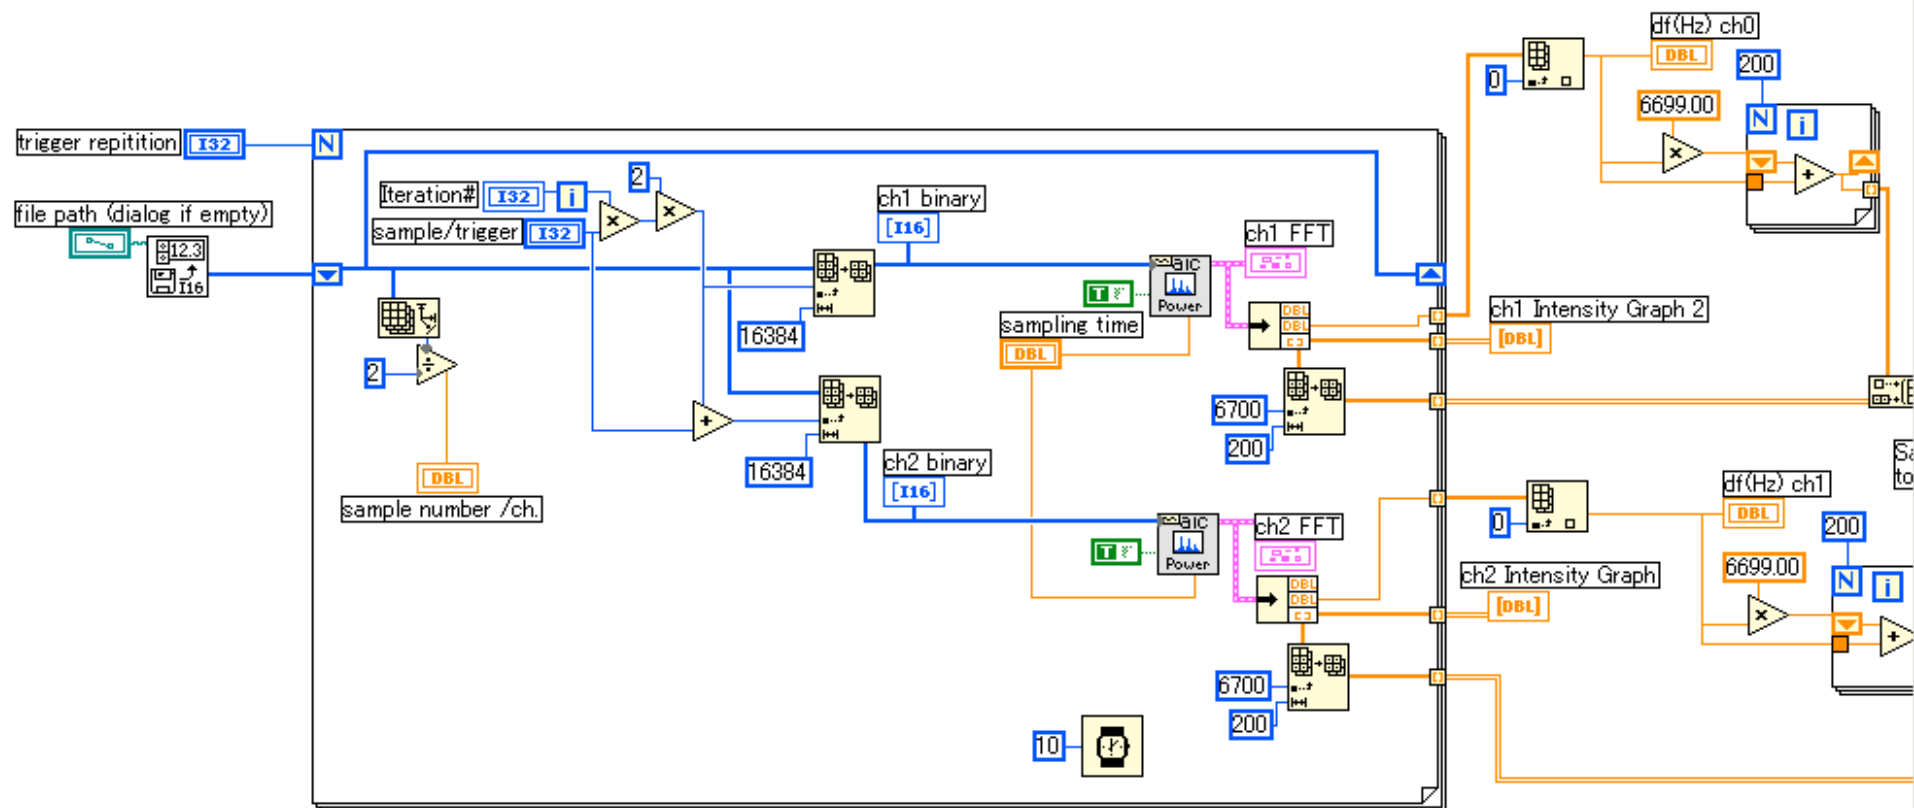 df(Hz) ch0
DBL
200
0
6699.00
N
i
trigger repitition
I32
N
Iteration#
I32
i
2
ch1 binary
[I16]
file path (dialog if empty)
sample/trigger
I32
ch1 FFT
12.3
I16
Power
T
DBL
DBL
ch1 Intensity Graph 2
[DBL]
16384
sampling time
DBL
2
6700
200
16384
ch2 binary
[I16]
DBL
sample number /ch.
df(Hz) ch1
DBL
0
200
ch2 FFT
T
Power
6699.00
N
i
ch2 Intensity Graph
[DBL]
DBL
DBL
6700
200
10